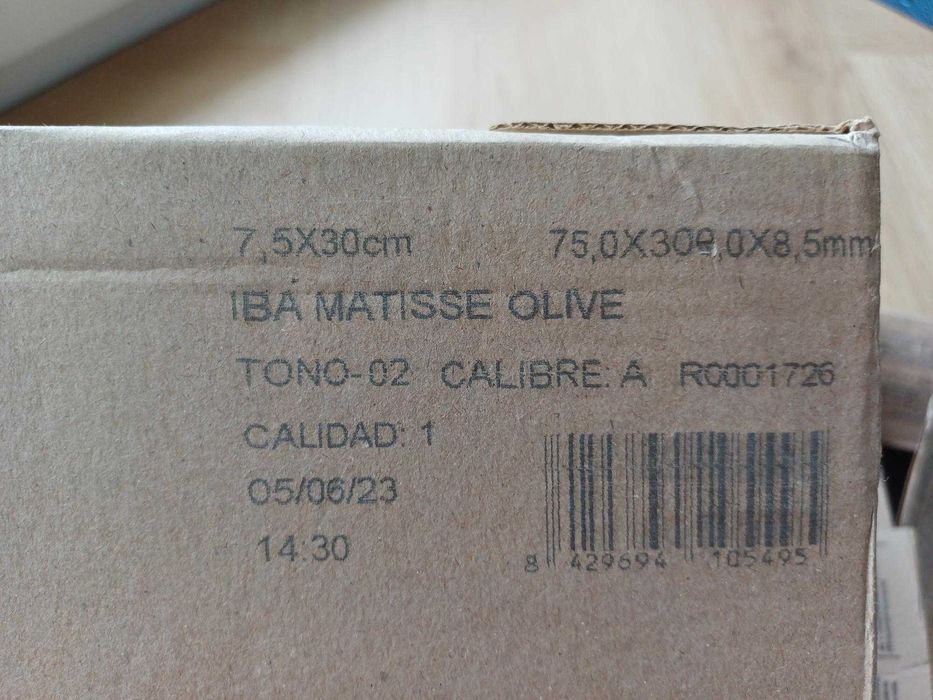 7,5X30cm 75,0X300,0X8,5mm
IBA MATISSE OLIVE
TONO-02 CALIBRE: A R0001726
CALIDAD: 1
05/06/23
14:30
8 429694 105495